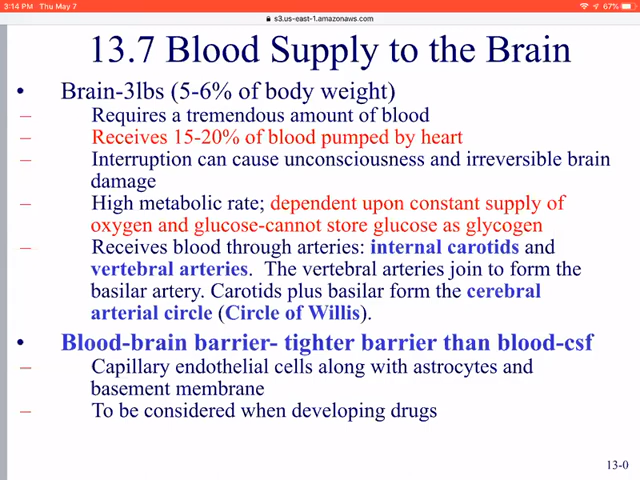 3:14 PM Thu May 7
67%
s3.us-east-1.amazonaws.com
13.7 Blood Supply to the Brain
• Brain-3lbs (5-6% of body weight)
– Requires a tremendous amount of blood
– Receives 15-20% of blood pumped by heart
– Interruption can cause unconsciousness and irreversible brain
damage
– High metabolic rate; dependent upon constant supply of
oxygen and glucose-cannot store glucose as glycogen
– Receives blood through arteries: internal carotids and
vertebral arteries. The vertebral arteries join to form the
basilar artery. Carotids plus basilar form the cerebral
arterial circle (Circle of Willis).
• Blood-brain barrier- tighter barrier than blood-csf
– Capillary endothelial cells along with astrocytes and
basement membrane
– To be considered when developing drugs
13-0